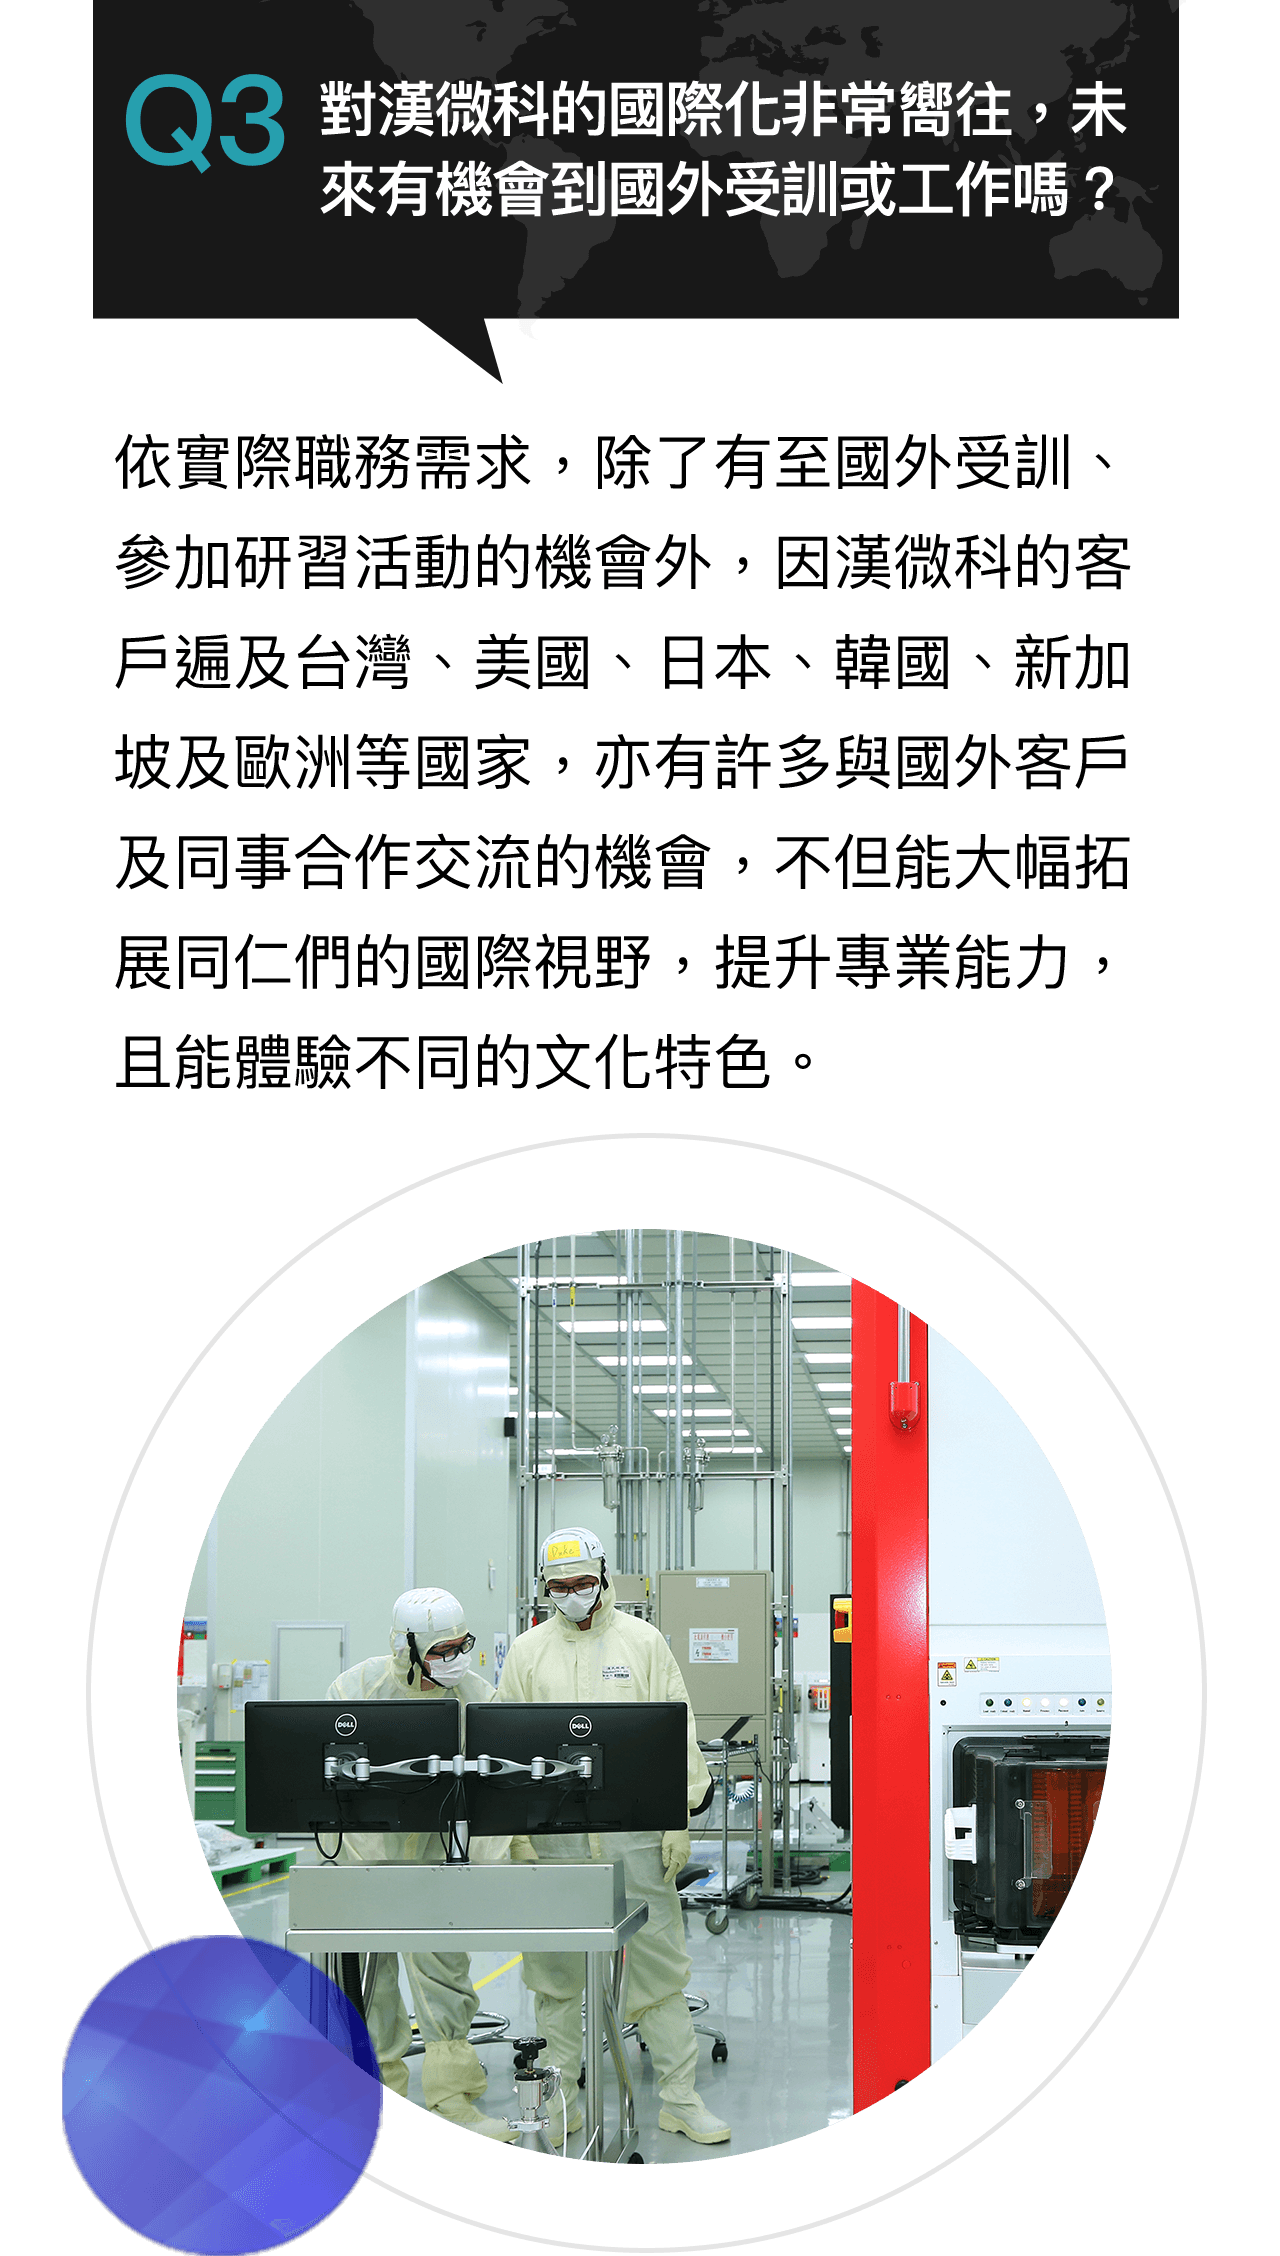 Q3
對漢微科的國際化非常嚮往，未
來有機會到國外受訓或工作嗎？
依實際職務需求，除了有至國外受訓、
參加研習活動的機會外，因漢微科的客
戶遍及台灣、美國、日本、韓國、新加
坡及歐洲等國家，亦有許多與國外客戶
及同事合作交流的機會，不但能大幅拓
展同仁們的國際視野，提升專業能力，
且能體驗不同的文化特色。
Duke
DELL
DELL